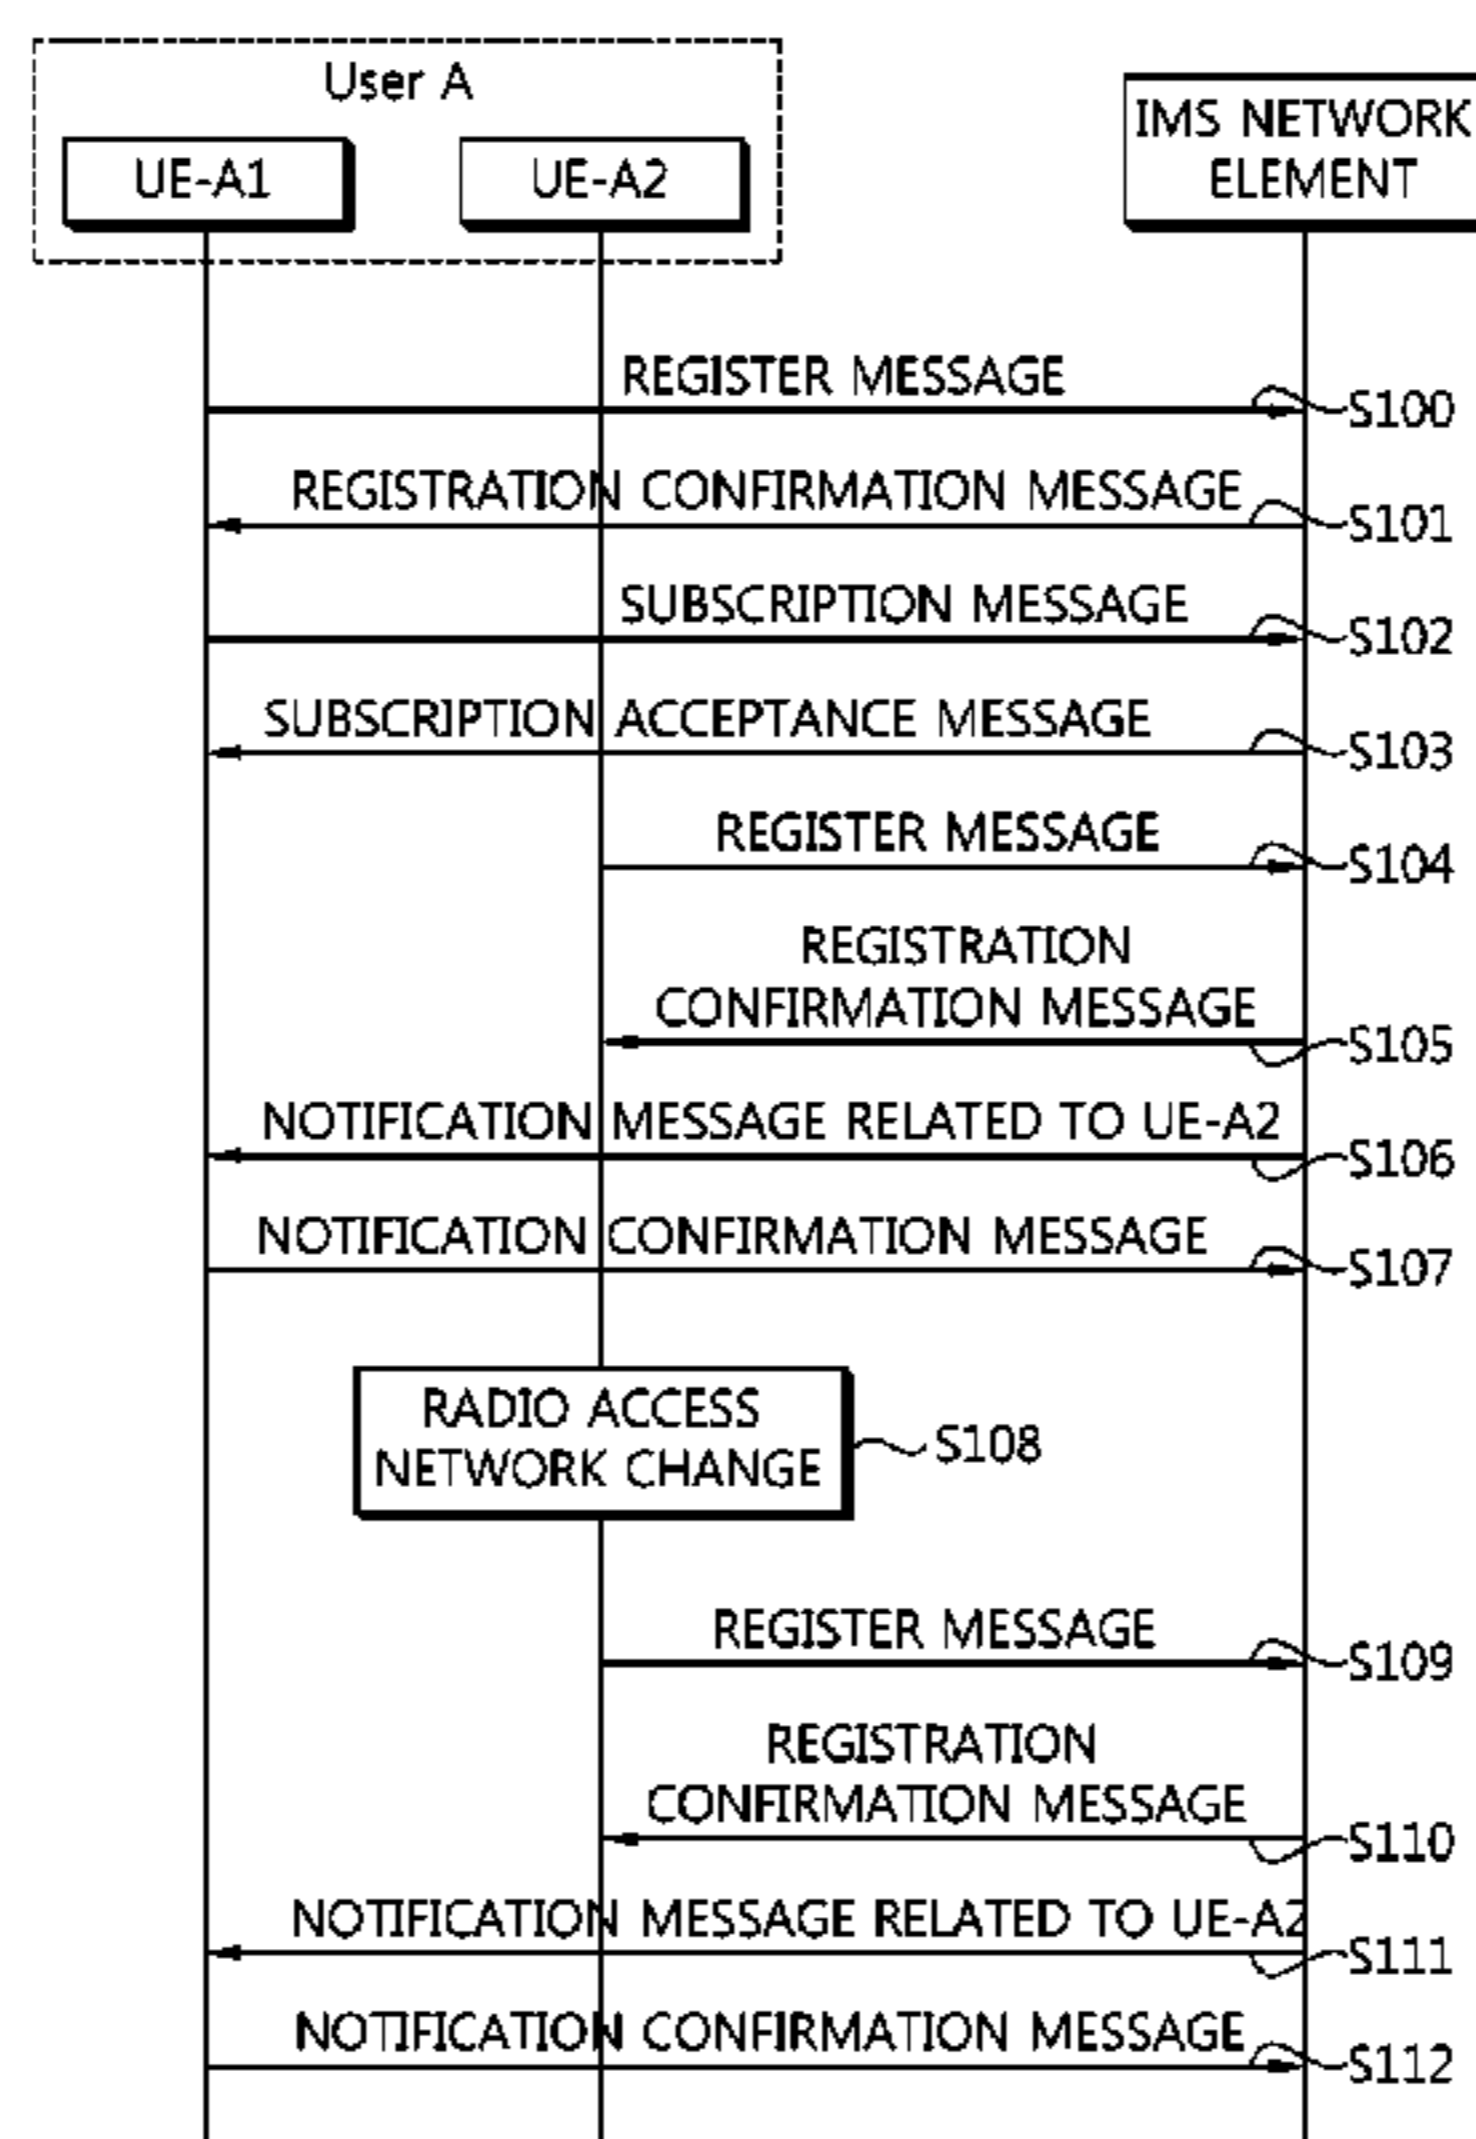 User A
UE-A1
UE-A2
IMS NETWORK
ELEMENT
REGISTER MESSAGE
S100
REGISTRATION CONFIRMATION MESSAGE
S101
SUBSCRIPTION MESSAGE
S102
SUBSCRIPTION ACCEPTANCE MESSAGE
S103
REGISTER MESSAGE
S104
REGISTRATION
CONFIRMATION MESSAGE
S105
NOTIFICATION MESSAGE RELATED TO UE-A2
S106
NOTIFICATION CONFIRMATION MESSAGE
S107
RADIO ACCESS
NETWORK CHANGE
S108
REGISTER MESSAGE
S109
REGISTRATION
CONFIRMATION MESSAGE
S110
NOTIFICATION MESSAGE RELATED TO UE-A2
S111
NOTIFICATION CONFIRMATION MESSAGE
S112